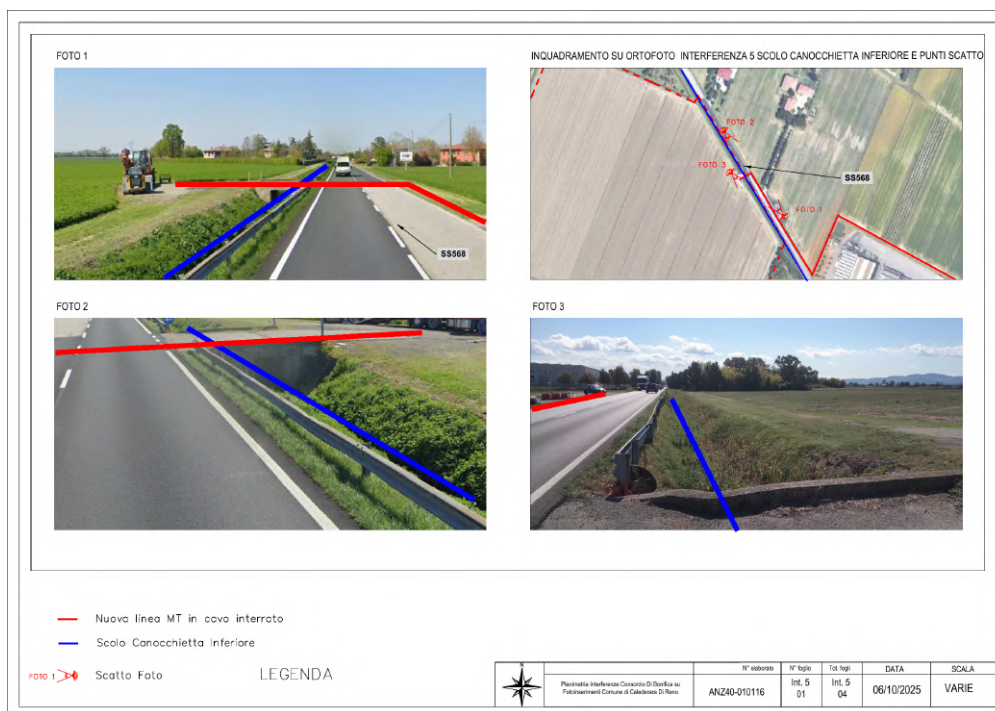 FOTO 1
INQUADRAMENTO SU ORTOFOTO INTERFERENZA 5 SCOLO CANOCCHIETTA INFERIORE E PUNTI SCATTO
SS568
FOTO 2
FOTO 3
SS568
FOTO 1
FOTO 2
FOTO 3
Nuova linea MT in cavo interrato
Scolo Canocchietta Inferiore
FOTO 1 Scatto Foto
LEGENDA
N
Planimetria Interferenze Consorzio Di Bonifica su
Fotoinserimenti Comune di Calederara Di Reno
N° elaborato
ANZ40-010116
N° foglio
Int. 5
01
Tot. fogli
Int. 5
04
DATA
06/10/2025
SCALA
VARIE